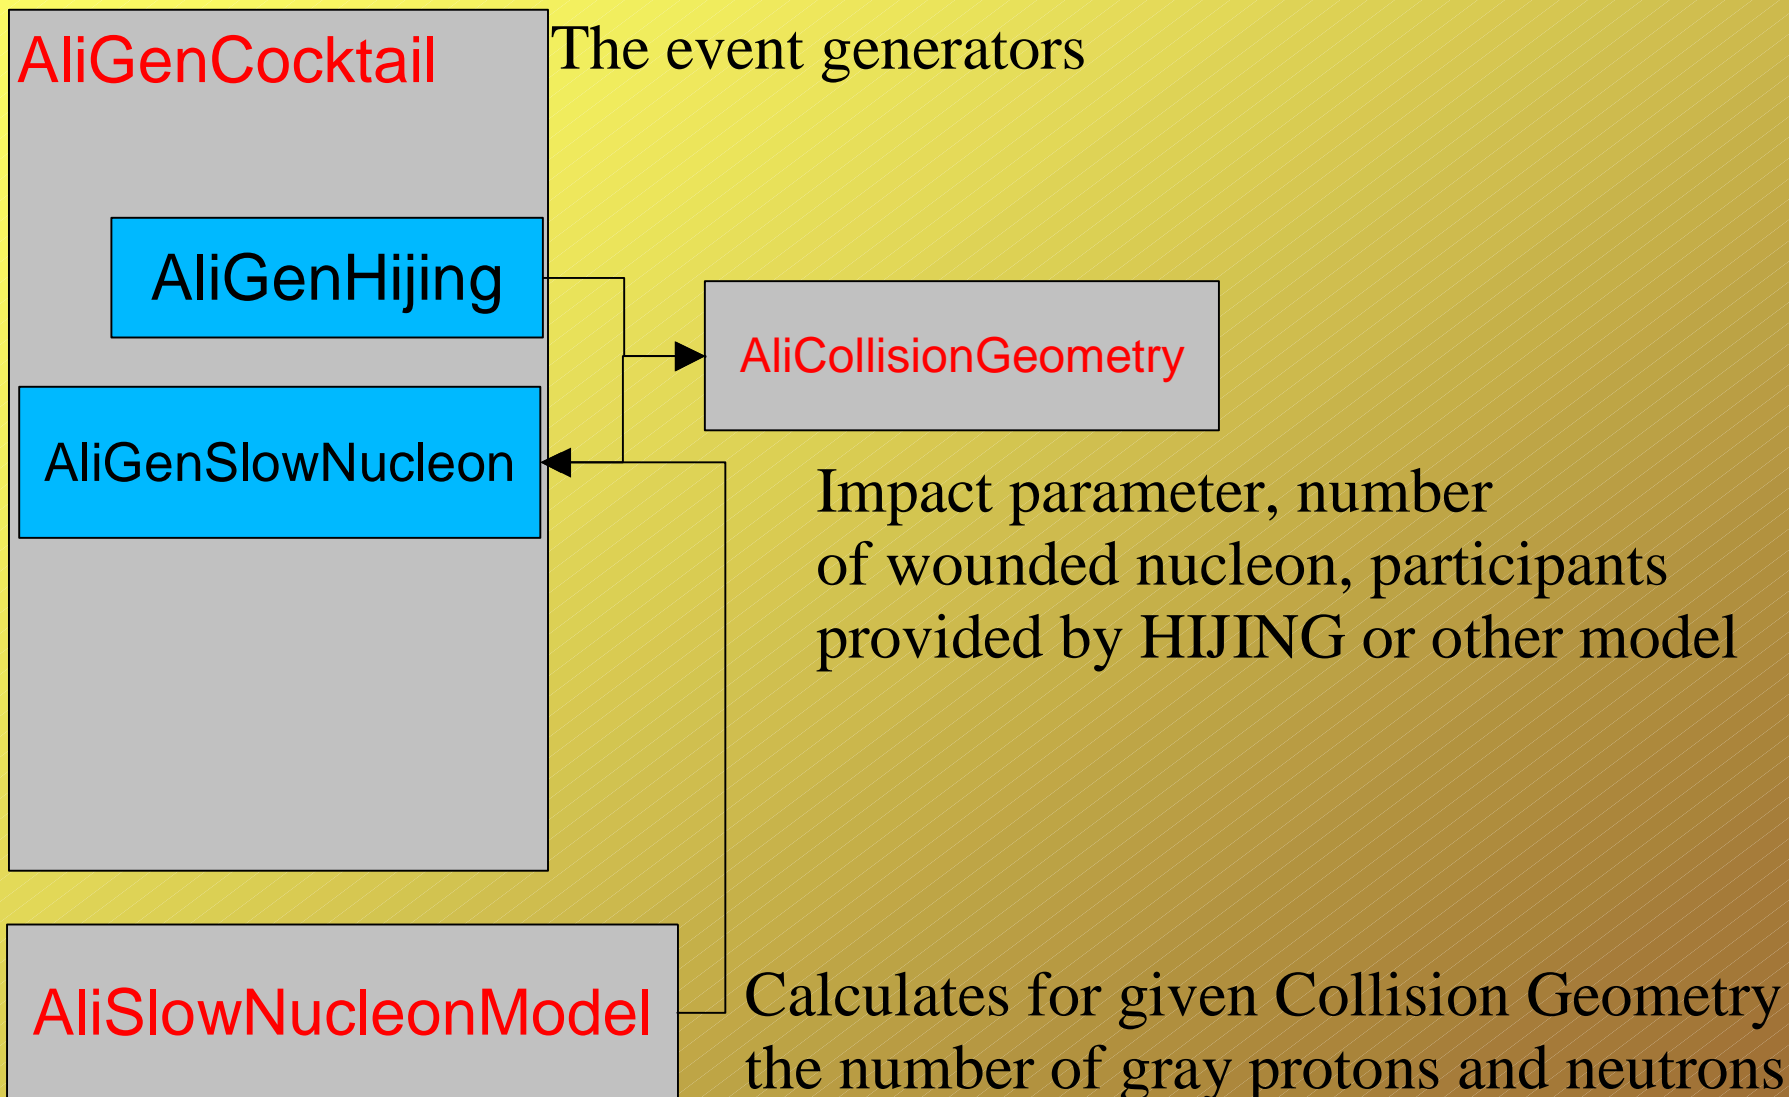 AliGenCocktail
The event generators
AliGenHijing
AliCollisionGeometry
AliGenSlowNucleon
Impact parameter, number
of wounded nucleon, participants
provided by HIJING or other model
AliSlowNucleonModel
Calculates for given Collision Geometry
the number of gray protons and neutrons